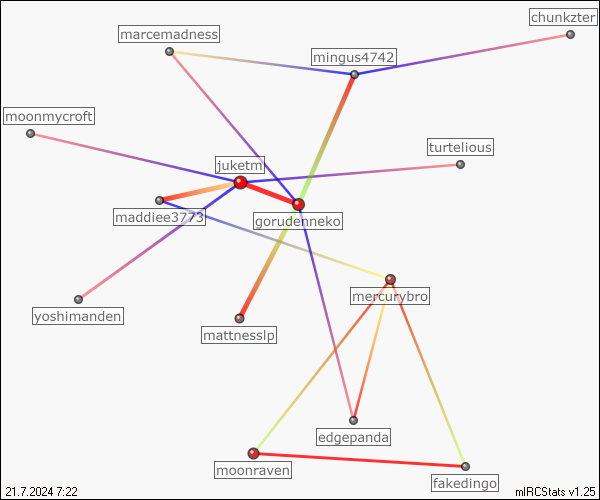 chunkzter
marcemadness
mingus4742
moonmycroft
turtelious
juketm
maddiee3773
gorudenneko
mercurybro
yoshimanden
mattnesslp
edgepanda
moonraven
fakedingo
21.7.2024 7:22
mIRCStats v1.25